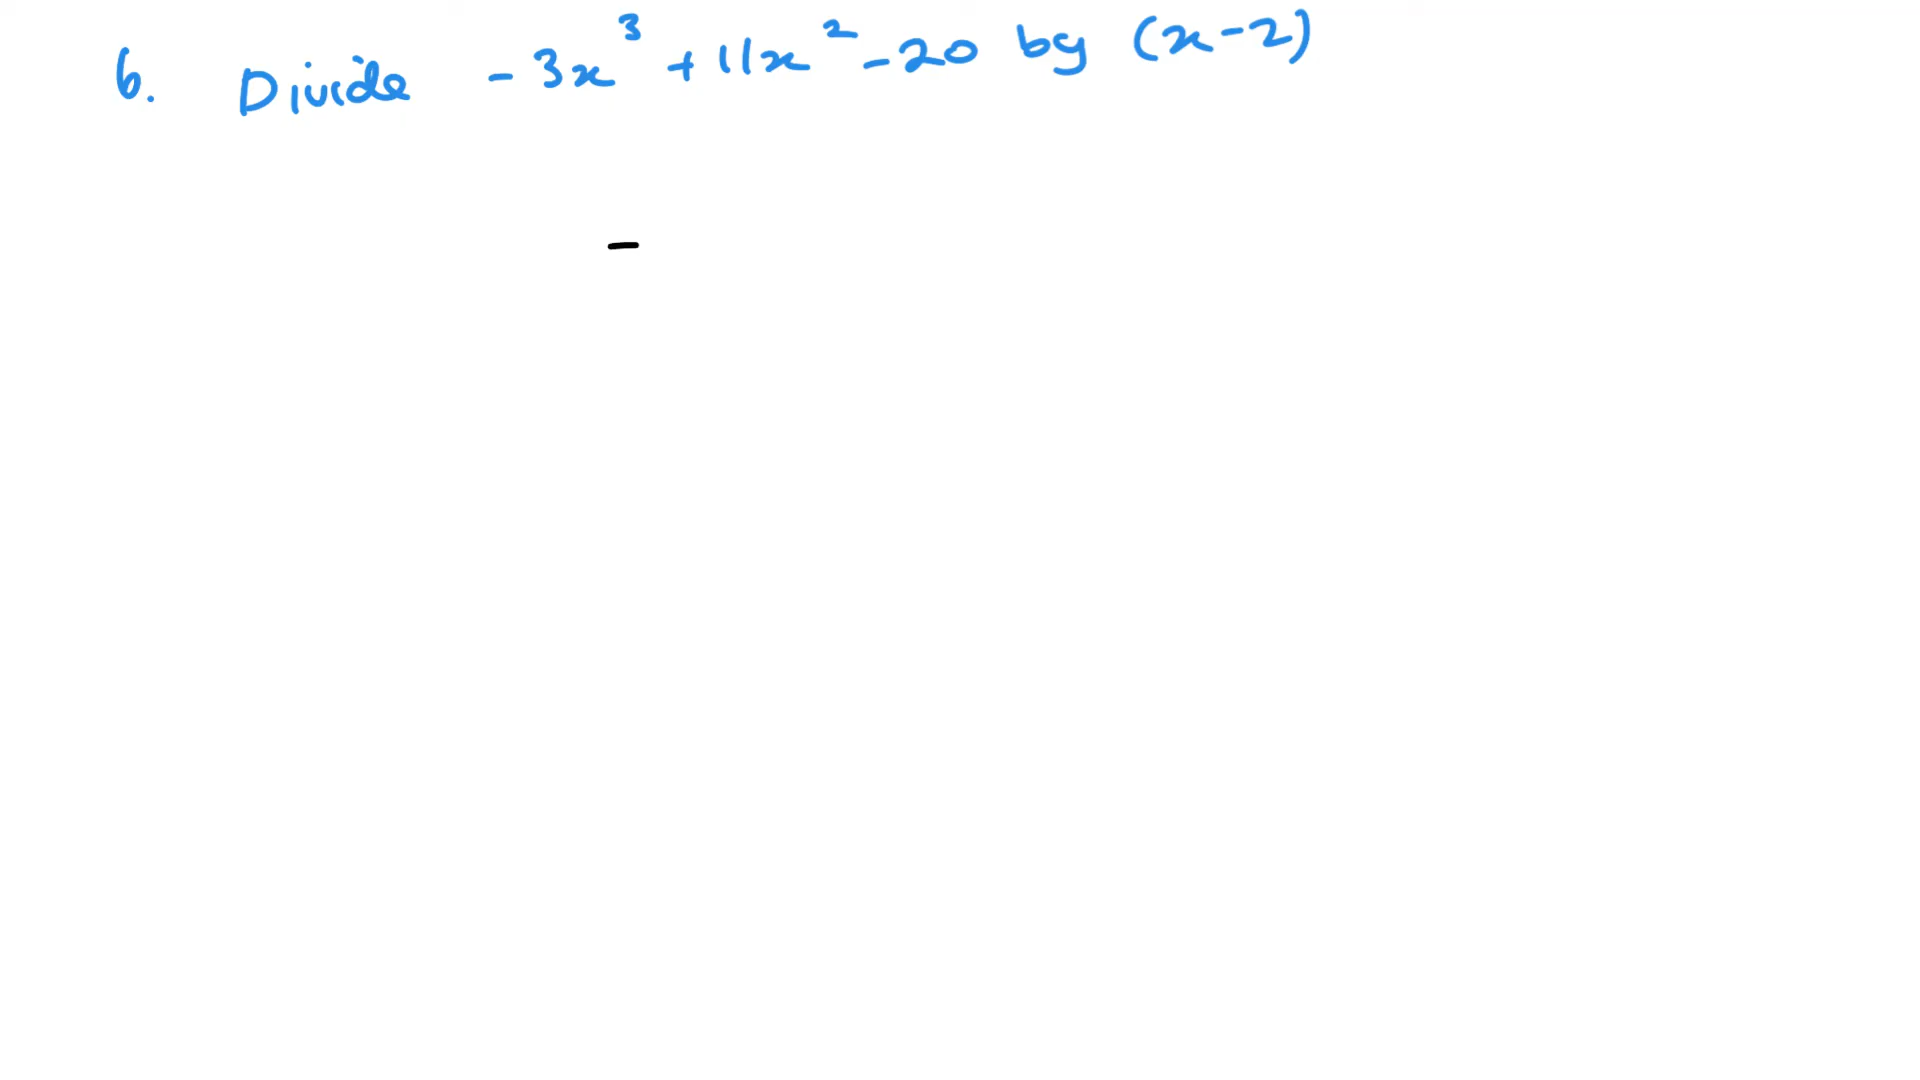 6. Divide -3x³ + 11x² - 20 by (x - 2)
-